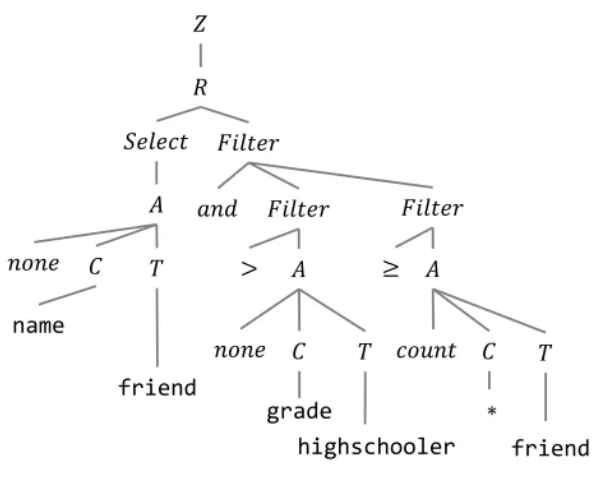 Z
R
Select Filter
A and Filter Filter
none C T > A ≥ A
name
none C T count C T
friend
grade *
highschooler friend